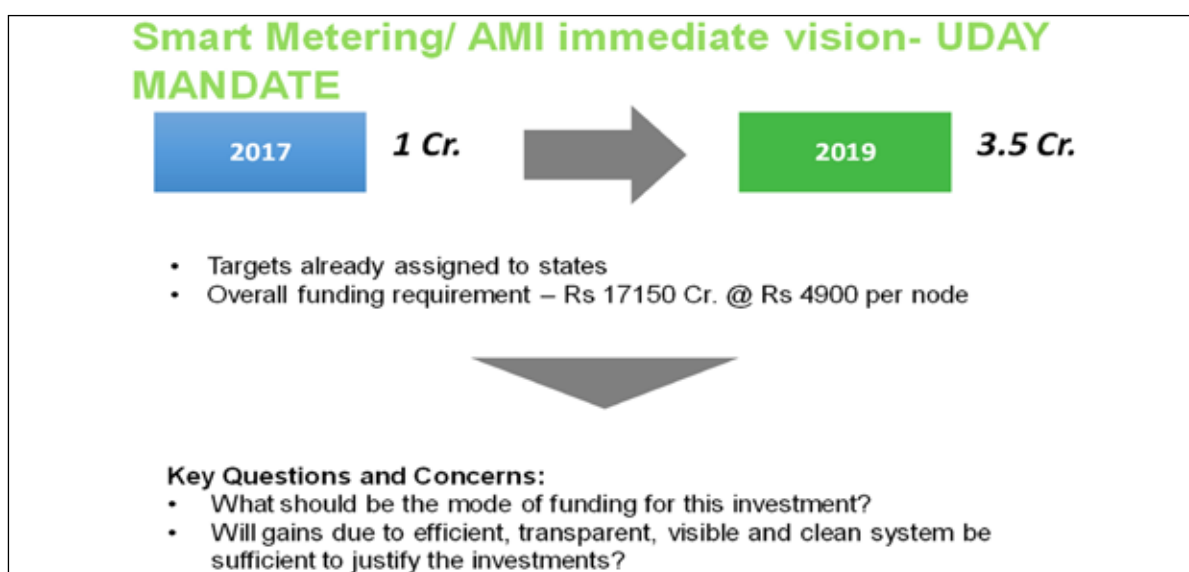 Smart Metering/ AMI immediate vision- UDAY
MANDATE
2017 1 Cr. 2019 3.5 Cr.
• Targets already assigned to states
• Overall funding requirement – Rs 17150 Cr. @ Rs 4900 per node
Key Questions and Concerns:
• What should be the mode of funding for this investment?
• Will gains due to efficient, transparent, visible and clean system be
sufficient to justify the investments?